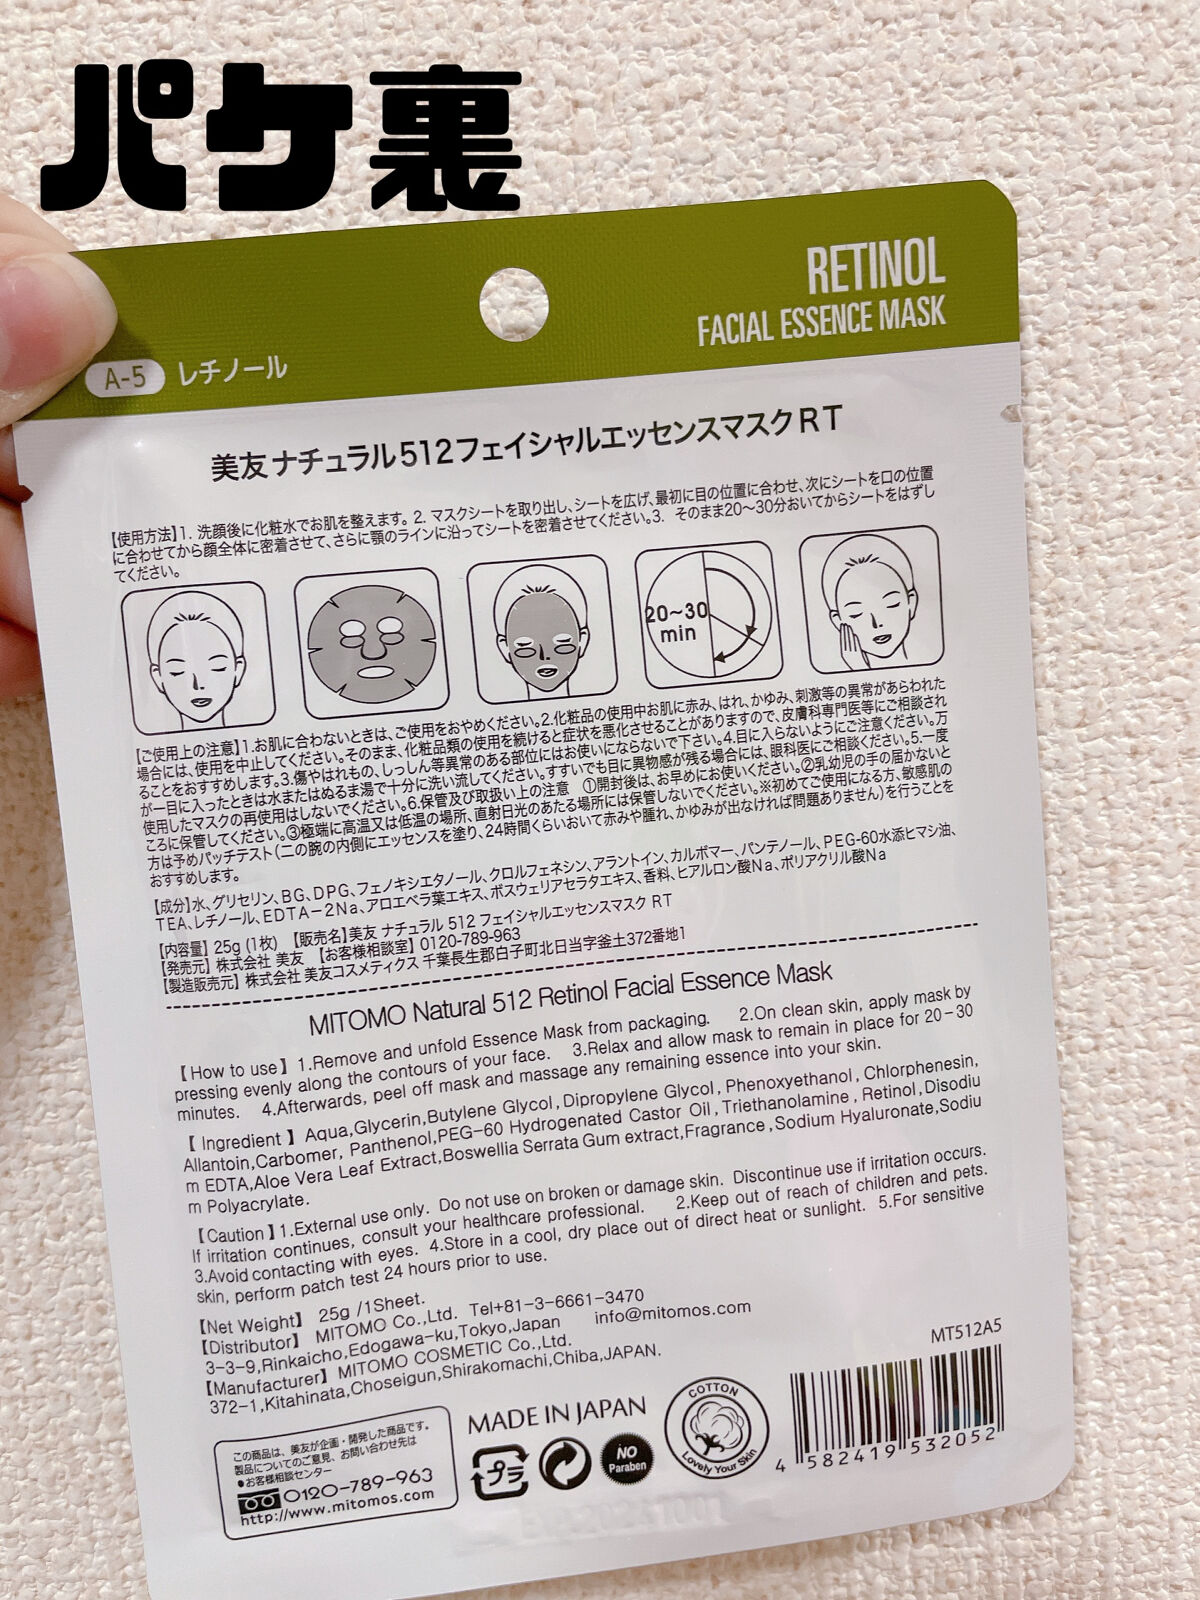 パケ裏
RETINOL
FACIAL ESSENCE MASK
A-5 レチノール
美友 ナチュラル512フェイシャルエッセンスマスクRT
【使用方法】1. 洗顔後に化粧水でお肌を整えます。2. マスクシートを取り出し、シートを広げ、最初に目の位置に合わせ、次にシートを口の位置
に合わせてから顔全体に密着させて、さらに顎のラインに沿ってシートを密着させてください。3. そのまま20〜30分おいてからシートをはずし
てください。
20~30
min
【ご使用上の注意】1.お肌に合わないときは、ご使用をおやめください。2.化粧品の使用中お肌に赤み、はれ、かゆみ、刺激等の異常があらわれた
場合には、使用を中止してください。そのまま、化粧品類の使用を続けると症状を悪化させることがありますので、皮膚科専門医等にご相談され
ることをおすすめします。3.傷やはれもの、しっしん等異常のある部位にはお使いにならないで下さい。4.目に入らないようにご注意ください。万
が一目に入ったときは水またはぬるま湯で十分に洗い流してください。すすいでも目に異物感が残る場合には、眼科医にご相談ください。5.一度
使用したマスクの再使用はしないでください。6.保管及び取扱い上の注意 ①開封後は、お早めにお使いください。②乳幼児の手の届かないと
ころに保管してください。③極端に高温又は低温の場所、直射日光のあたる場所には保管しないでください。※初めてご使用になる方、敏感肌の
方は予めパッチテスト(二の腕の内側にエッセンスを塗り、24時間くらいおいて赤みや腫れ、かゆみが出なければ問題ありません)を行うことを
おすすめします。
【成分】水、グリセリン、BG、DPG、フェノキシエタノール、クロルフェネシン、アラントイン、カルボマー、パンテノール、PEG-60水添ヒマシ油、
TEA、レチノール、EDTA−2Na、アロエベラ葉エキス、ボスウェリアセラタエキス、香料、ヒアルロン酸Na、ポリアクリル酸Na
【内容量】 25g (1枚) 【販売名】美友 ナチュラル 512 フェイシャルエッセンスマスク RT
【発売元】 株式会社 美友 【お客様相談室】 0120-789-963
【製造販売元】 株式会社 美友コスメティクス 千葉長生郡白子町北日当字釜土372番地1
MITOMO Natural 512 Retinol Facial Essence Mask
【How to use】 1.Remove and unfold Essence Mask from packaging. 2.On clean skin, apply mask by
pressing evenly along the contours of your face. 3.Relax and allow mask to remain in place for 20-30
minutes. 4.Afterwards, peel off mask and massage any remaining essence into your skin.
【 Ingredient 】 Aqua,Glycerin,Butylene Glycol,Dipropylene Glycol,Phenoxyethanol,Chlorphenesin,
Allantoin,Carbomer, Panthenol,PEG-60 Hydrogenated Castor Oil,Triethanolamine,Retinol,Disodiu
m EDTA,Aloe Vera Leaf Extract,Boswellia Serrata Gum extract,Fragrance,Sodium Hyaluronate,Sodiu
m Polyacrylate.
【Caution】1.External use only. Do not use on broken or damage skin. Discontinue use if irritation occurs.
If irritation continues, consult your healthcare professional. 2.Keep out of reach of children and pets.
3.Avoid contacting with eyes. 4.Store in a cool, dry place out of direct heat or sunlight. 5.For sensitive
skin, perform patch test 24 hours prior to use.
【Net Weight】 25g /1Sheet.
【Distributor】 MITOMO Co.,Ltd. Tel+81-3-6661-3470
3-3-9,Rinkaicho,Edogawa-ku,Tokyo,Japan info@mitomos.com
【Manufacturer】 MITOMO COSMETIC Co.,Ltd.
372-1,Kitahinata,Choseigun,Shirakomachi,Chiba,JAPAN.
この商品は、美友が企画・開発した商品です。
製品についてのご意見、お問い合わせ先は
●お客様相談センター
0120-789-963
http://www.mitomos.com
MADE IN JAPAN
プラ
NO
Paraben
COTTON
Lovely Your Skin
MT512A5
4 582419 532052